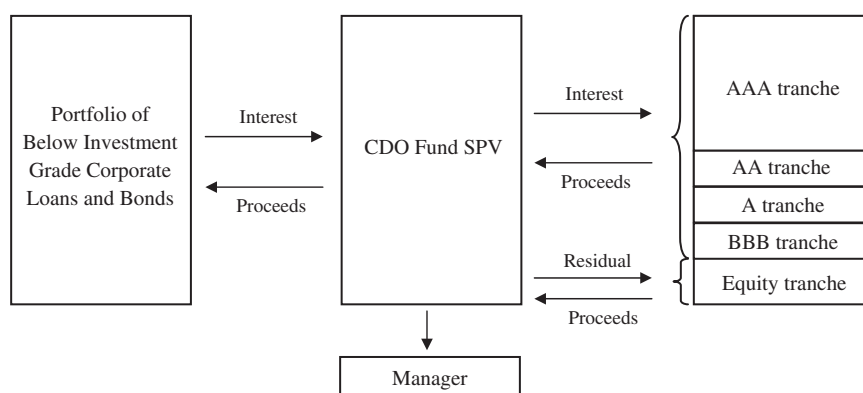 Portfolio of
Below Investment
Grade Corporate
Loans and Bonds
Interest
Proceeds
CDO Fund SPV
Interest
Proceeds
Residual
Proceeds
AAA tranche
AA tranche
A tranche
BBB tranche
Equity tranche
Manager